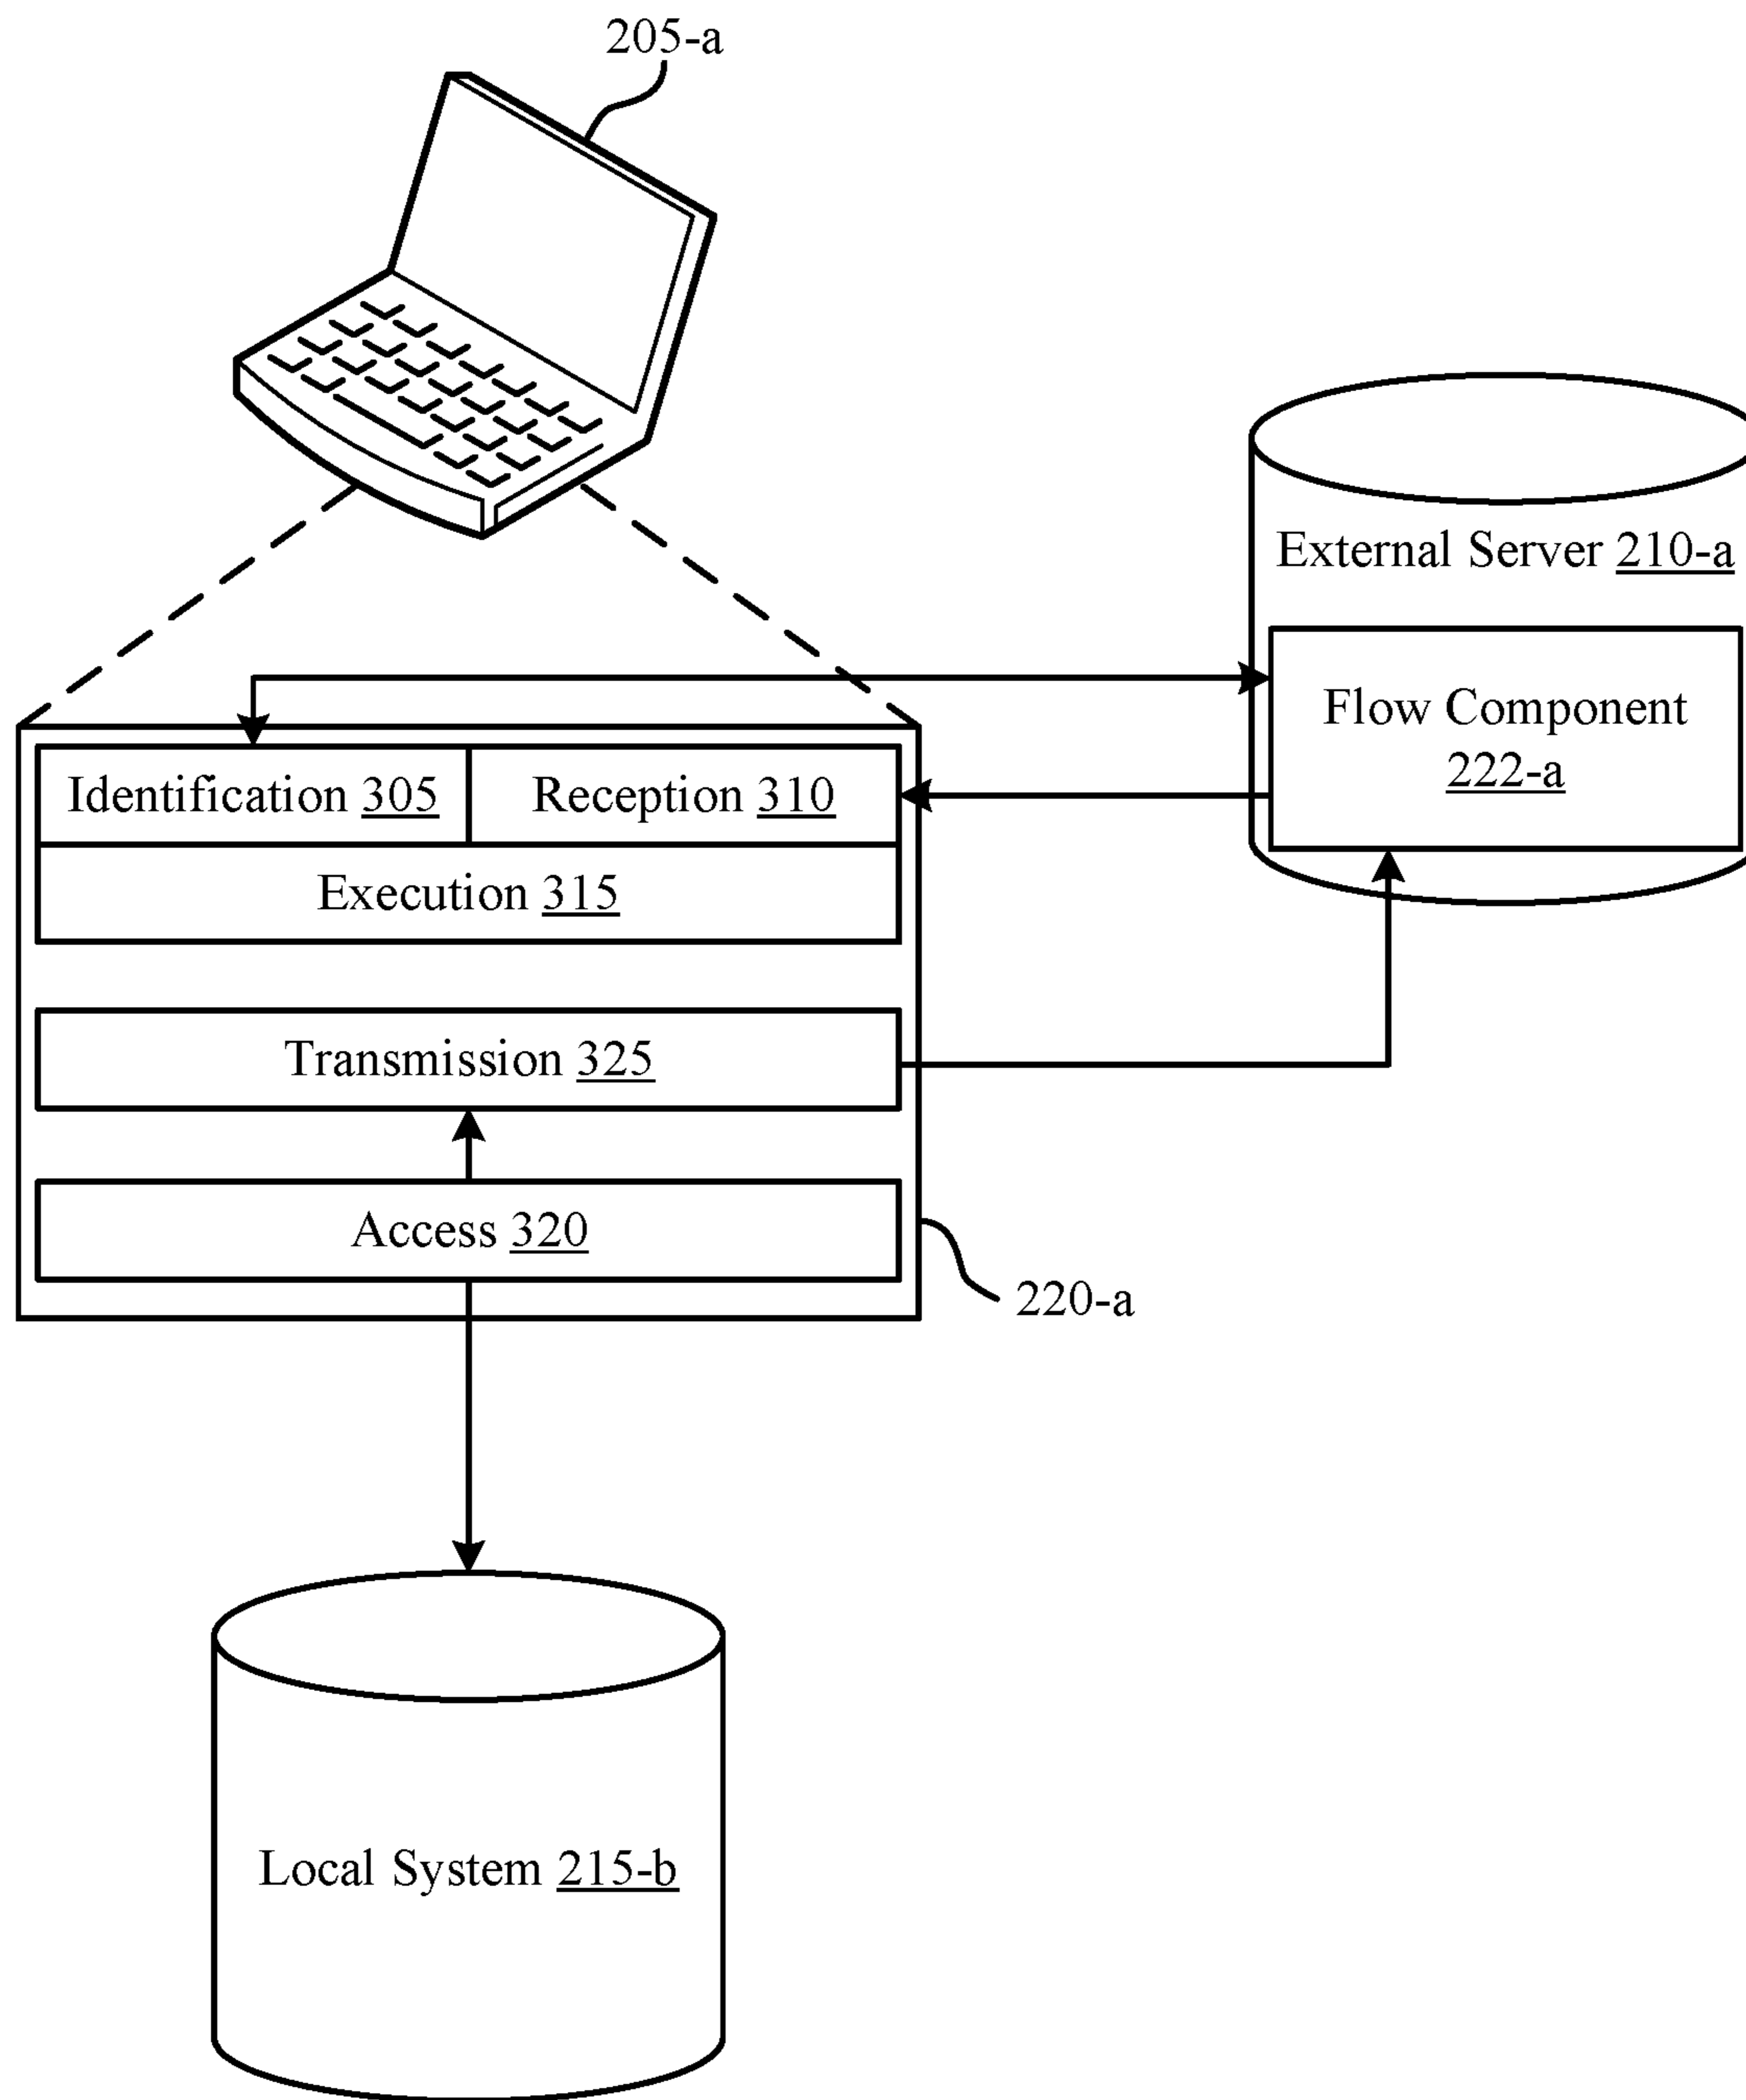 205-a
External Server 210-a
Flow Component
222-a
Identification 305
Reception 310
Execution 315
Transmission 325
Access 320
220-a
Local System 215-b